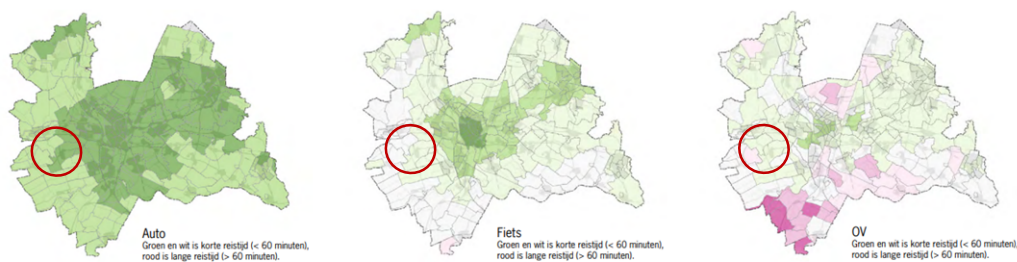 Auto
Groen en wit is korte reistijd (< 60 minuten),
rood is lange reistijd (> 60 minuten).
Fiets
Groen en wit is korte reistijd (< 60 minuten),
rood is lange reistijd (> 60 minuten).
OV
Groen en wit is korte reistijd (< 60 minuten),
rood is lange reistijd (> 60 minuten).